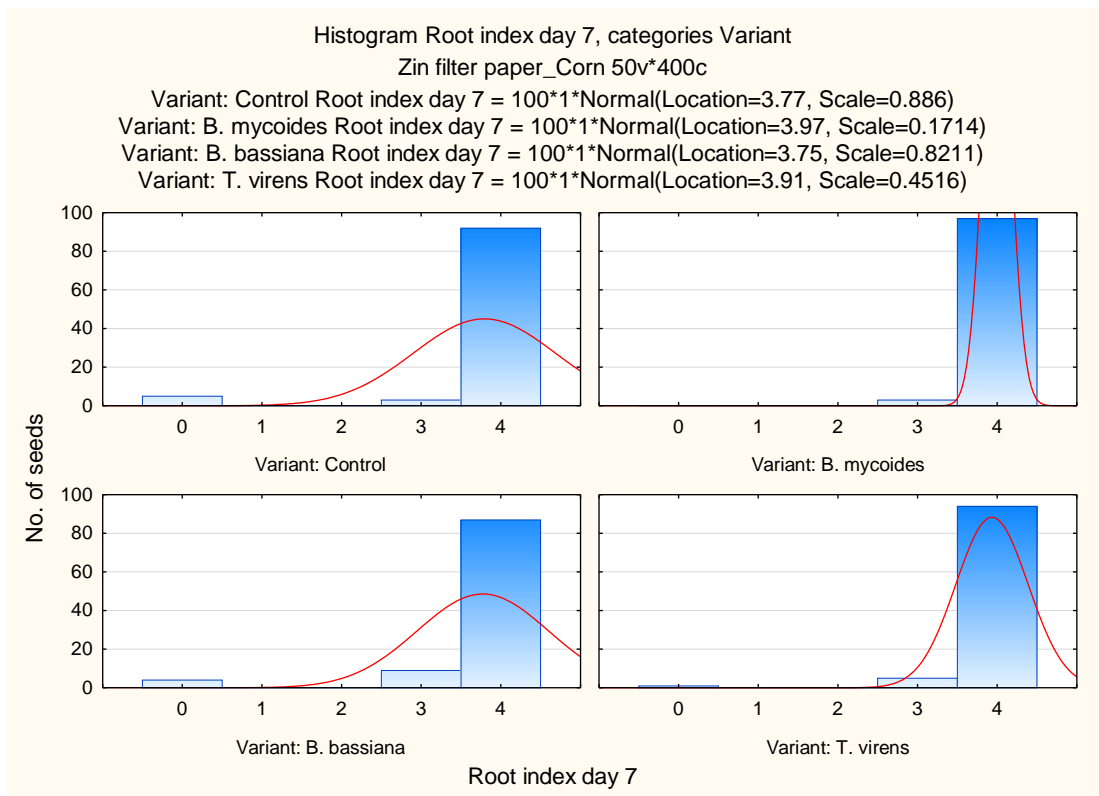 Histogram Root index day 7, categories Variant
Zin filter paper_Corn 50v*400c
Variant: Control Root index day 7 = 100*1*Normal(Location=3.77, Scale=0.886)
Variant: B. mycoides Root index day 7 = 100*1*Normal(Location=3.97, Scale=0.1714)
Variant: B. bassiana Root index day 7 = 100*1*Normal(Location=3.75, Scale=0.8211)
Variant: T. virens Root index day 7 = 100*1*Normal(Location=3.91, Scale=0.4516)
No. of seeds
100
80
60
40
20
0
0 1 2 3 4
Variant: Control
0 1 2 3 4
Variant: B. mycoides
100
80
60
40
20
0
0 1 2 3 4
Variant: B. bassiana
0 1 2 3 4
Variant: T. virens
Root index day 7